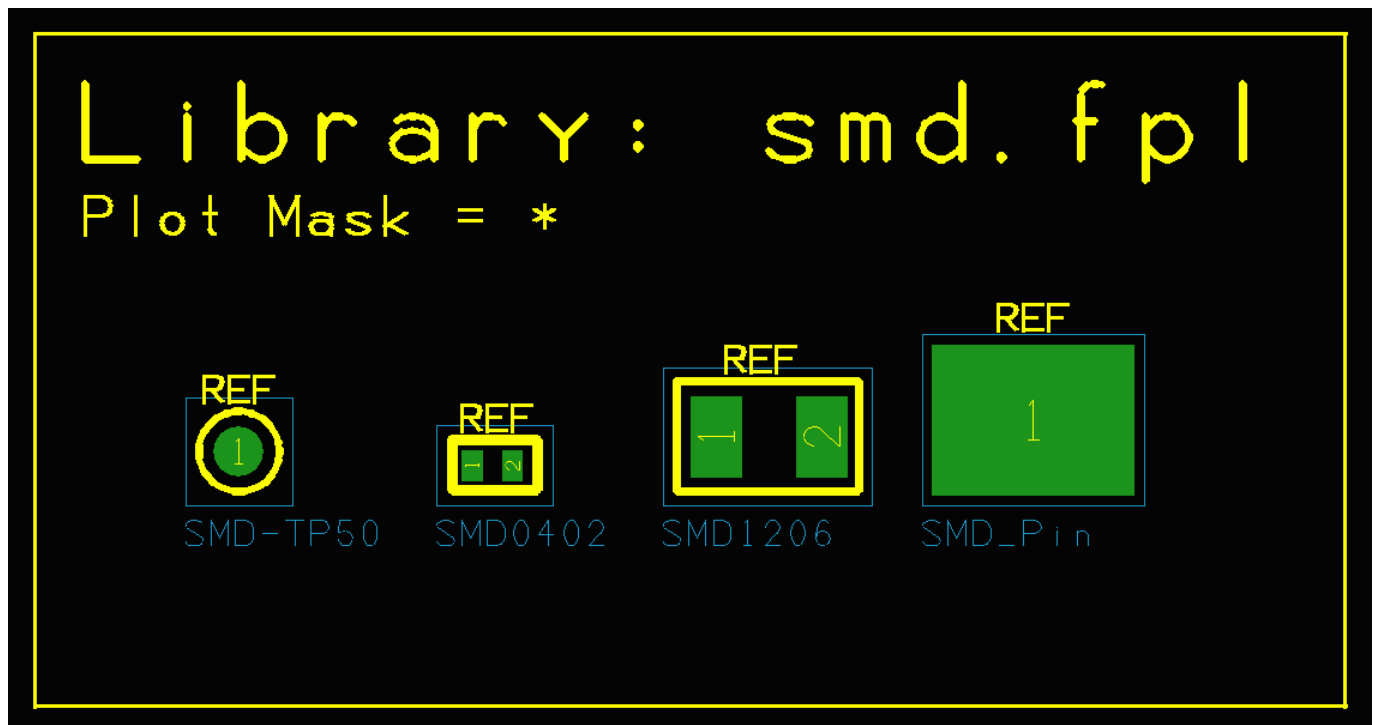 Library: smd.fpl
Plot Mask = *
REF
1
SMD-TP50
REF
1 2
SMD0402
REF
1 2
SMD1206
REF
1
SMD_Pin